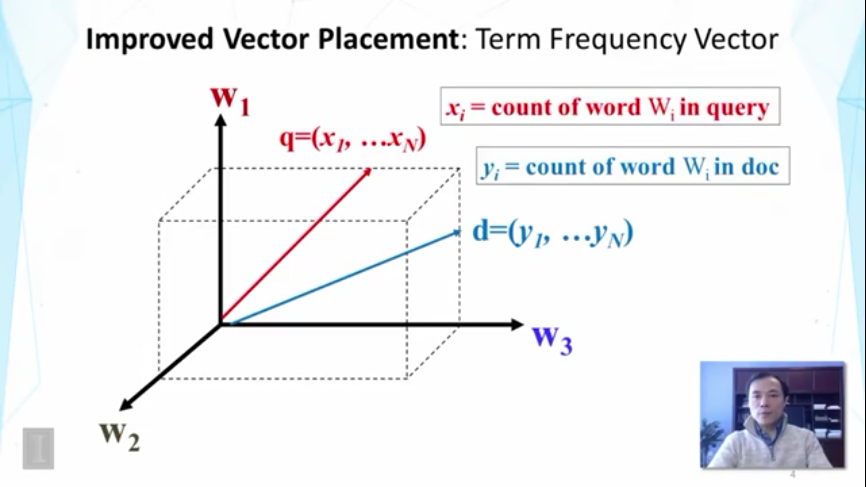 Improved Vector Placement: Term Frequency Vector
W1
xi = count of word Wi in query
q=(x1, …xN)
yi = count of word Wi in doc
d=(y1, …yN)
W3
W2
I
4